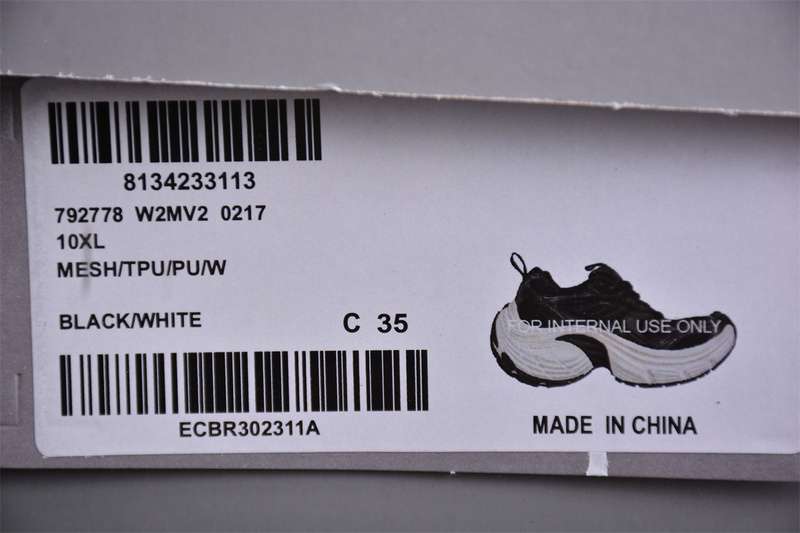 8134233113
792778 W2MV2 0217
10XL
MESH/TPU/PU/W
BLACK/WHITE
C 35
ECBR302311A
FOR INTERNAL USE ONLY
MADE IN CHINA